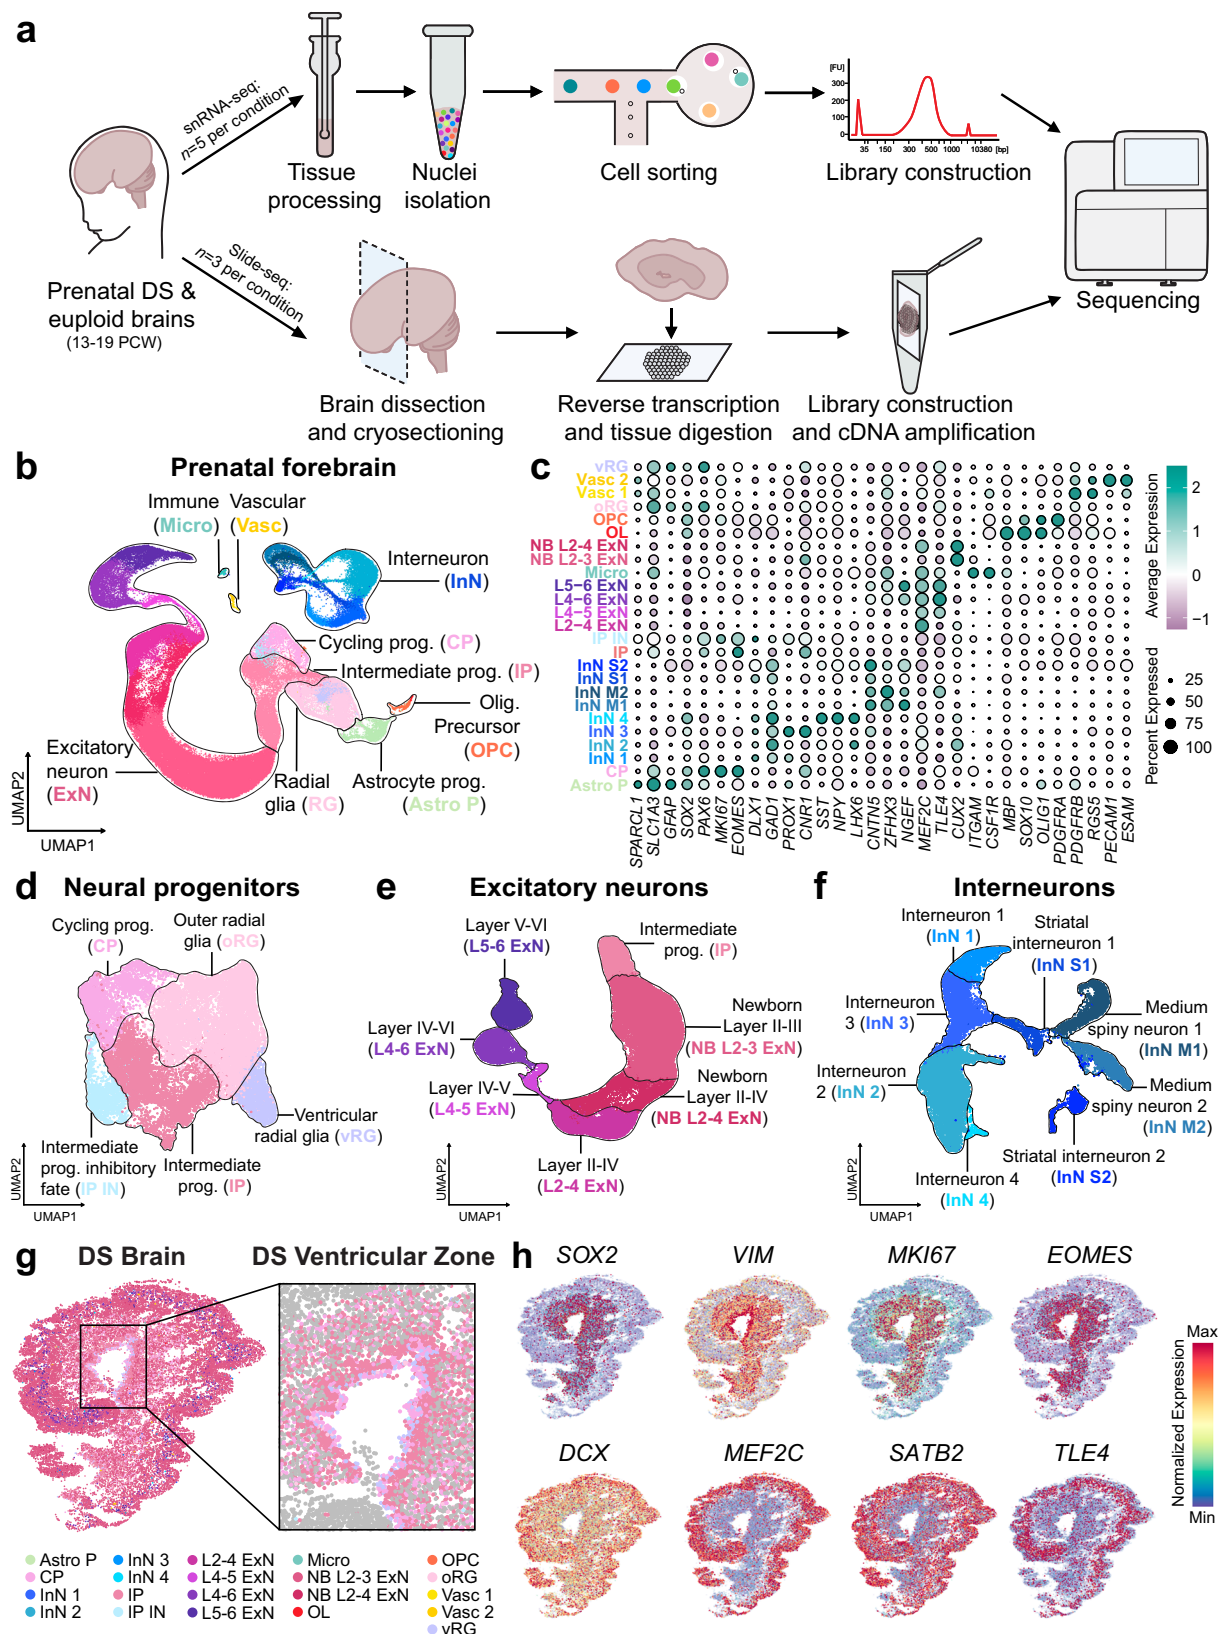 a
snRNA-seq:
n=5 per condition
Slide-seq:
n=3 per condition
Prenatal DS &
euploid brains
(13-19 PCW)
Tissue
processing
Nuclei
isolation
Cell sorting
[FU]
300
200
100
0
35 150 300 500 1000 10380 [bp]
Library construction
Sequencing
Brain dissection
and cryosectioning
Reverse transcription
and tissue digestion
Library construction
and cDNA amplification
b
Prenatal forebrain
Immune
(Micro)
Vascular
(Vasc)
Interneuron
(InN)
Cycling prog. (CP)
Intermediate prog. (IP)
Olig.
Precursor
(OPC)
Excitatory
neuron
(ExN)
Radial
glia (RG)
Astrocyte prog.
(Astro P)
UMAP2
UMAP1
c
vRG
Vasc 2
Vasc 1
oRG
OPC
OL
NB L2-4 ExN
NB L2-3 ExN
Micro
L5-6 ExN
L4-6 ExN
L4-5 ExN
L2-4 ExN
IP IN
IP
InN S2
InN S1
InN M2
InN M1
InN 4
InN 3
InN 2
InN 1
CP
Astro P
SPARCL1
SLC1A3
GFAP
SOX2
PAX6
MKI67
EOMES
DLX1
GAD1
PROX1
CNR1
SST
NPY
LHX6
CNTN5
ZFHX3
NGEF
MEF2C
TLE4
CUX2
ITGAM
CSF1R
MBP
SOX10
OLIG1
PDGFRA
PDGFRB
RGS5
PECAM1
ESAM
Average Expression
2
1
0
−1
Percent Expressed
25
50
75
100
d
Neural progenitors
Cycling prog.
(CP)
Outer radial
glia (oRG)
Intermediate
prog. inhibitory
fate (IP IN)
Intermediate
prog. (IP)
Ventricular
radial glia (vRG)
UMAP2
UMAP1
e
Excitatory neurons
Layer V-VI
(L5-6 ExN)
Intermediate
prog. (IP)
Layer IV-VI
(L4-6 ExN)
Newborn
Layer II-III
(NB L2-3 ExN)
Layer IV-V
(L4-5 ExN)
Newborn
Layer II-IV
(NB L2-4 ExN)
Layer II-IV
(L2-4 ExN)
UMAP2
UMAP1
f
Interneurons
Interneuron 1
(InN 1)
Striatal
interneuron 1
(InN S1)
Interneuron
3 (InN 3)
Medium
spiny neuron 1
(InN M1)
Interneuron
2 (InN 2)
Medium
spiny neuron 2
(InN M2)
Striatal interneuron 2
(InN S2)
Interneuron 4
(InN 4)
UMAP2
UMAP1
g
DS Brain
DS Ventricular Zone
Astro P
CP
InN 1
InN 2
InN 3
InN 4
IP
IP IN
L2-4 ExN
L4-5 ExN
L4-6 ExN
L5-6 ExN
Micro
NB L2-3 ExN
NB L2-4 ExN
OL
OPC
oRG
Vasc 1
Vasc 2
vRG
h
SOX2
VIM
MKI67
EOMES
DCX
MEF2C
SATB2
TLE4
Max
Normalized Expression
Min